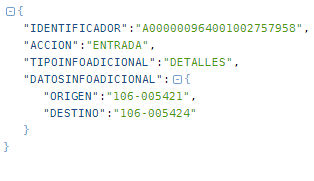 {
"IDENTIFICADOR":"A000000964001002757958",
"ACCION":"ENTRADA",
"TIPOINFOADICIONAL":"DETALLES",
"DATOSINFOADICIONAL":{
"ORIGEN":"106-005421",
"DESTINO":"106-005424"
}
}